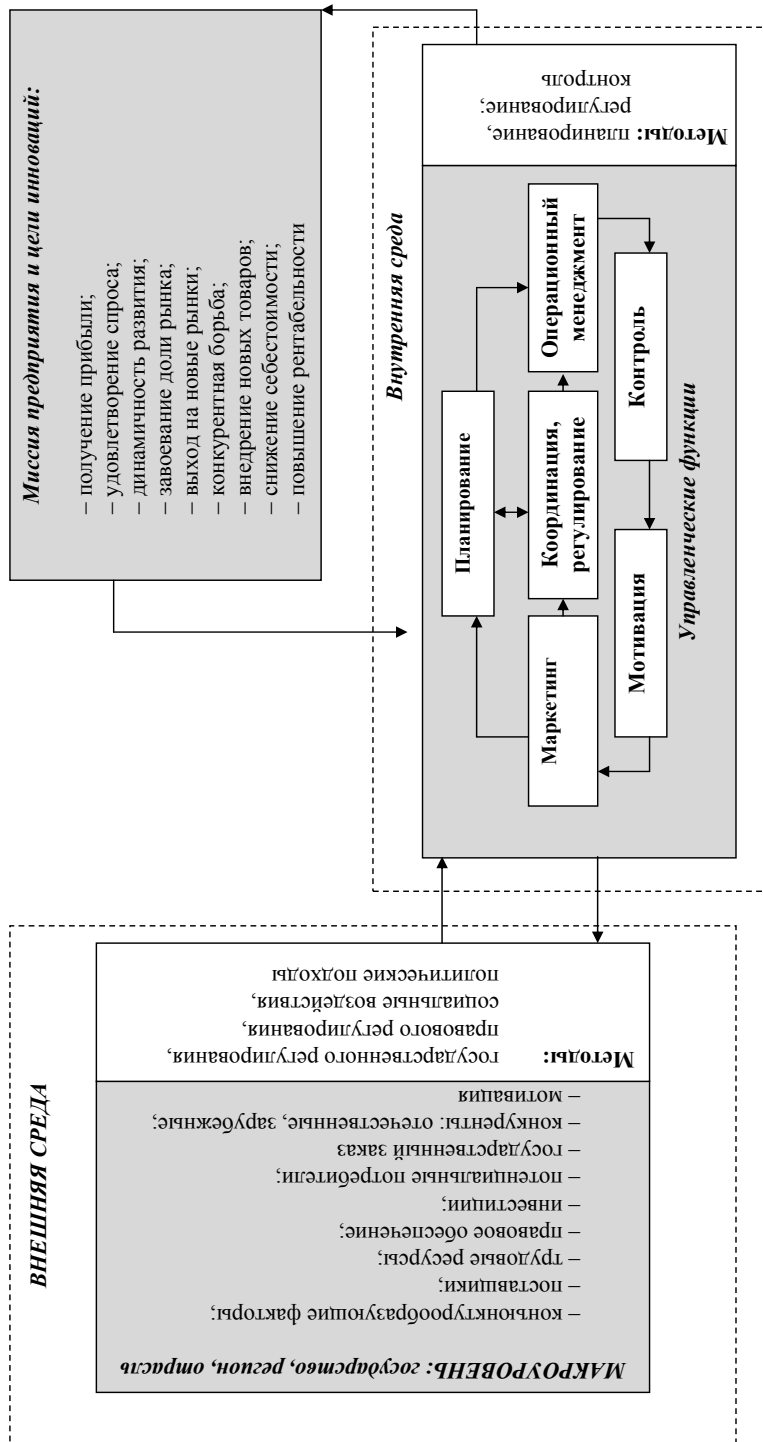 ВНЕШНЯЯ СРЕДА
МАКРОУРОВЕНЬ: государство, регион, отрасль
– конъюнктурообразующие факторы;
– поставщики;
– трудовые ресурсы;
– правовое обеспечение;
– инвестиции;
– потенциальные потребители;
– государственный заказ
– конкуренты: отечественные, зарубежные;
– мотивация
Методы:
государственного регулирования,
правового регулирования,
социальные воздействия,
политические подходы
Миссия предприятия и цели инноваций:
– получение прибыли;
– удовлетворение спроса;
– динамичность развития;
– завоевание доли рынка;
– выход на новые рынки;
– конкурентная борьба;
– внедрение новых товаров;
– снижение себестоимости;
– повышение рентабельности
Внутренняя среда
Планирование
Маркетинг
Координация,
регулирование
Операционный
менеджмент
Мотивация
Контроль
Управленческие функции
Методы: планирование,
регулирование;
контроль